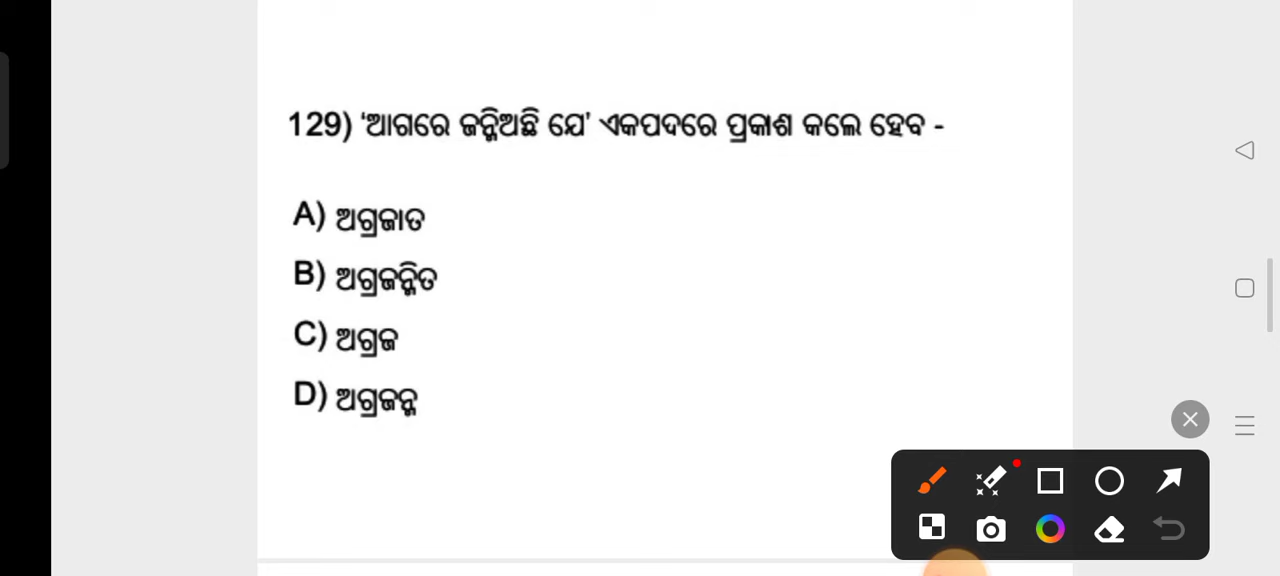 129) ‘ଆଗରେ ଜନ୍ମିଅଛି ଯେ’ ଏକପଦରେ ପ୍ରକାଶ କଲେ ହେବ -
A) ଅଗ୍ରଜାତ
B) ଅଗ୍ରଜନ୍ମିତ
C) ଅଗ୍ରଜ
D) ଅଗ୍ରଜନ୍ମ